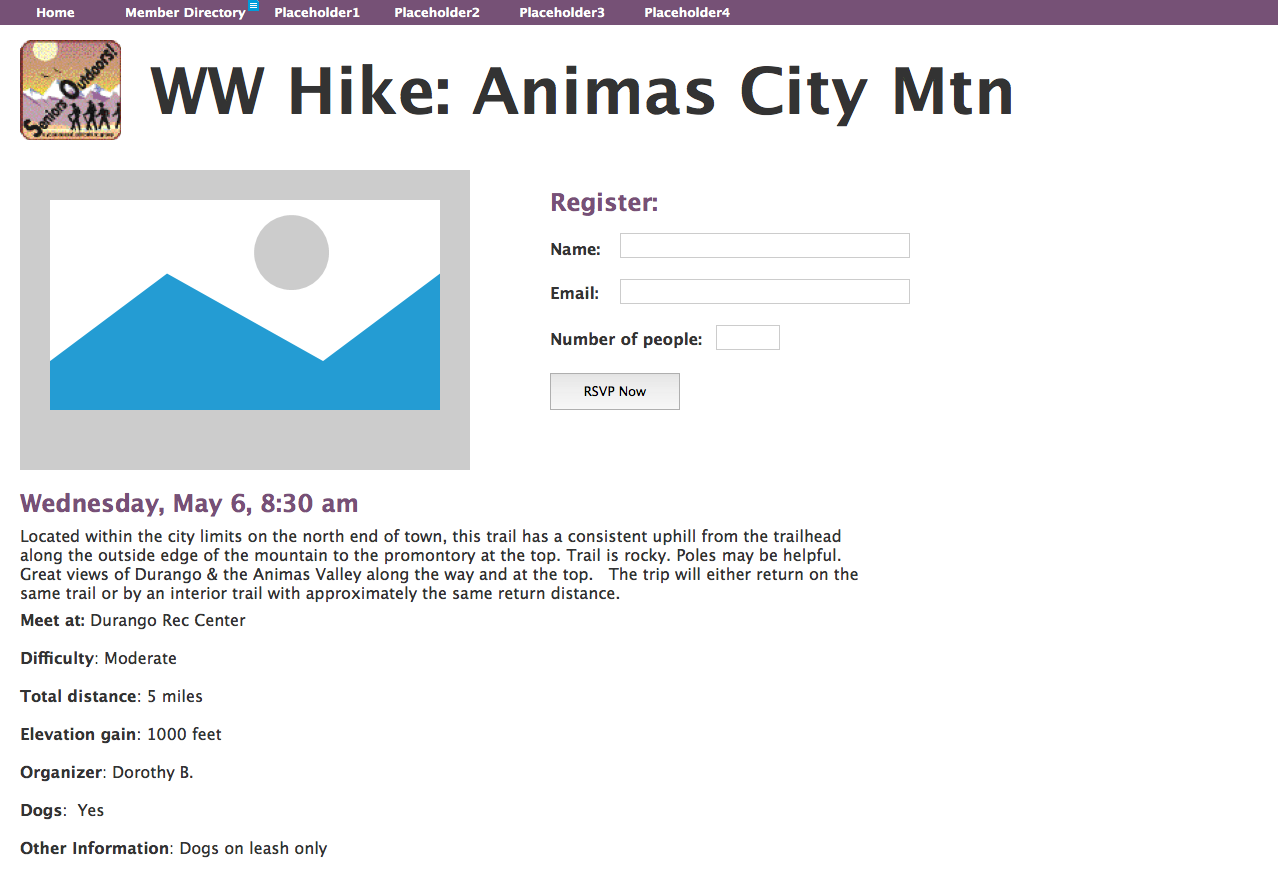 Home Member Directory Placeholder1 Placeholder2 Placeholder3 Placeholder4
Seniors Outdoors!
WW Hike: Animas City Mtn
Register:
Name:
Email:
Number of people:
RSVP Now
Wednesday, May 6, 8:30 am
Located within the city limits on the north end of town, this trail has a consistent uphill from the trailhead
along the outside edge of the mountain to the promontory at the top. Trail is rocky. Poles may be helpful.
Great views of Durango & the Animas Valley along the way and at the top. The trip will either return on the
same trail or by an interior trail with approximately the same return distance.
Meet at: Durango Rec Center
Difficulty: Moderate
Total distance: 5 miles
Elevation gain: 1000 feet
Organizer: Dorothy B.
Dogs: Yes
Other Information: Dogs on leash only